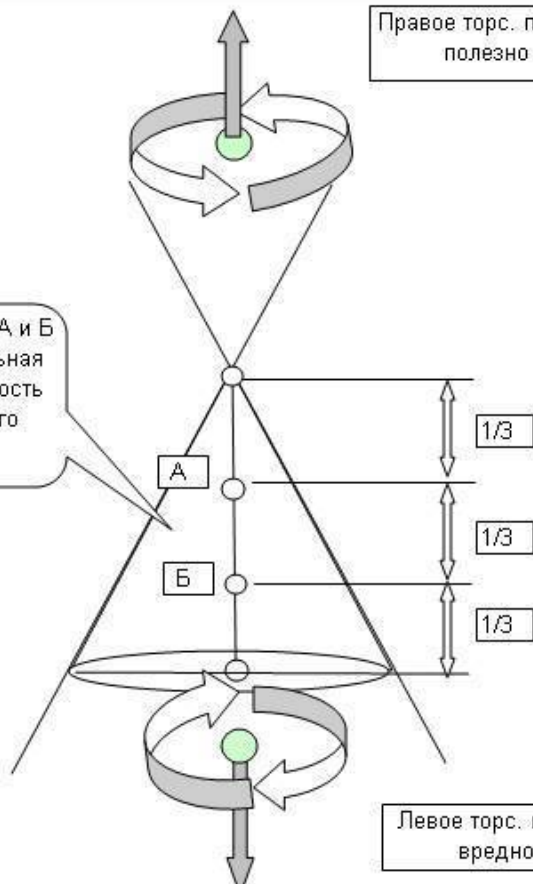 Правое торс. п
полезно
А и Б
ьная
ость
го
1/3
А
1/3
Б
1/3
Левое торс.
вредно